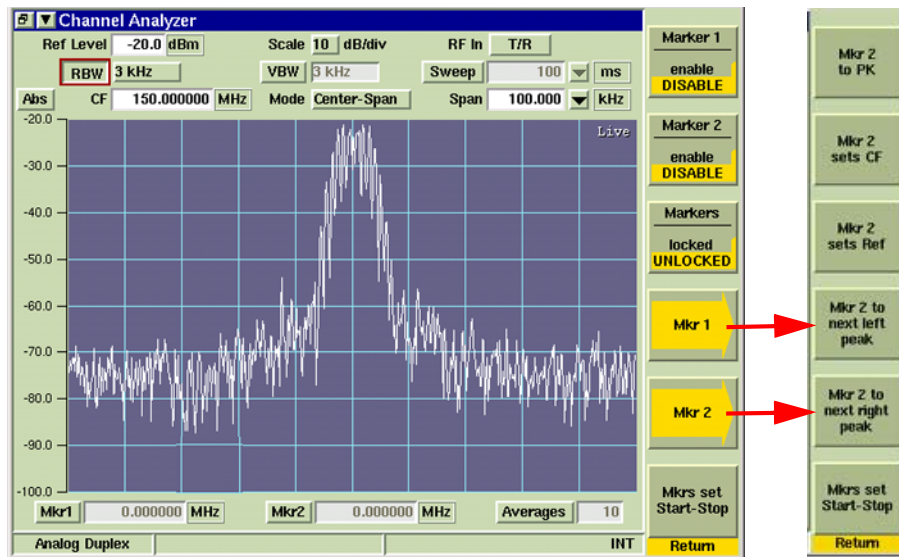 Channel Analyzer
Ref Level -20.0 dBm Scale 10 dB/div RF In T/R
RBW 3 kHz VBW 3 kHz Sweep 100 ms
Abs CF 150.000000 MHz Mode Center-Span Span 100.000 kHz
-20.0
Live
-30.0
-40.0
-50.0
-60.0
-70.0
-80.0
-90.0
-100.0
Mkr1 0.000000 MHz Mkr2 0.000000 MHz Averages 10
Analog Duplex INT
Marker 1
enable
DISABLE
Marker 2
enable
DISABLE
Markers
locked
UNLOCKED
Mkr 1
Mkr 2
Mkrs set
Start-Stop
Return
Mkr 2
to PK
Mkr 2
sets CF
Mkr 2
sets Ref
Mkr 2 to
next left
peak
Mkr 2 to
next right
peak
Mkrs set
Start-Stop
Return